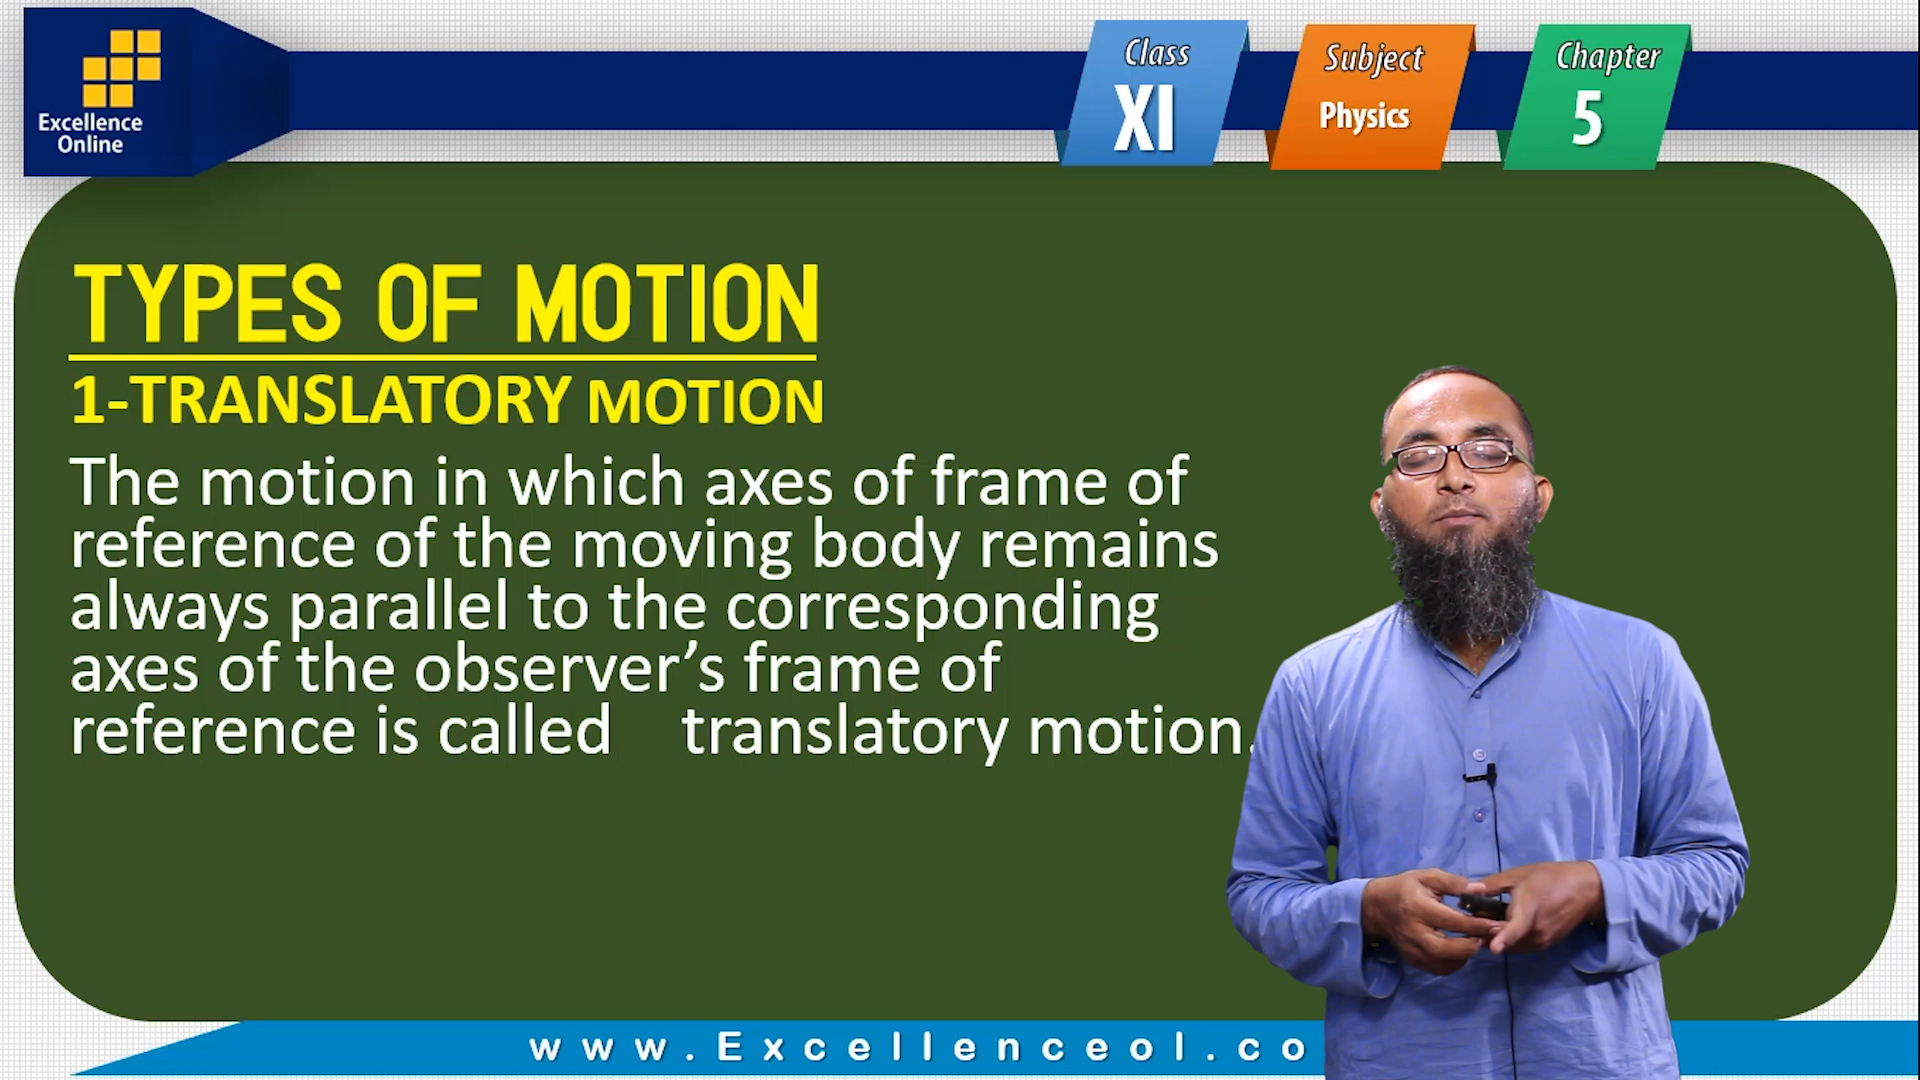 Excellence
Online
Class
XI
Subject
Physics
Chapter
5
TYPES OF MOTION
1-TRANSLATORY MOTION
The motion in which axes of frame of
reference of the moving body remains
always parallel to the corresponding
axes of the observer’s frame of
reference is called translatory motion.
www.Excellenceol.co